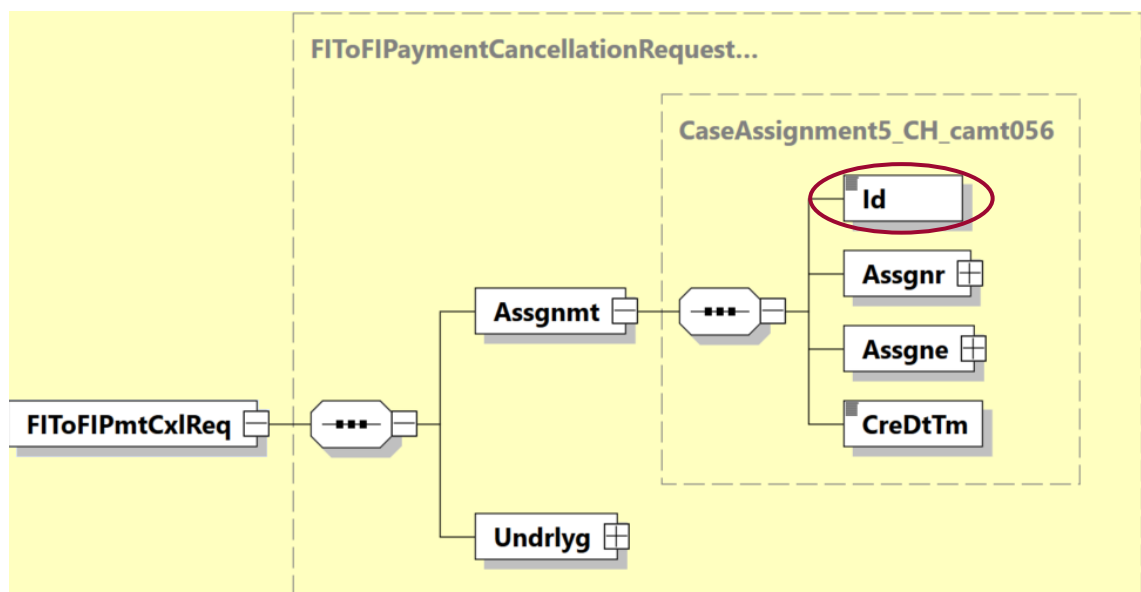 FIToFIPaymentCancellationRequest...
CaseAssignment5_CH_camt056
Id
Assgnr
Assgne
CreDtTm
Assgnmt
FIToFIPmtCxlReq
Undrlyg